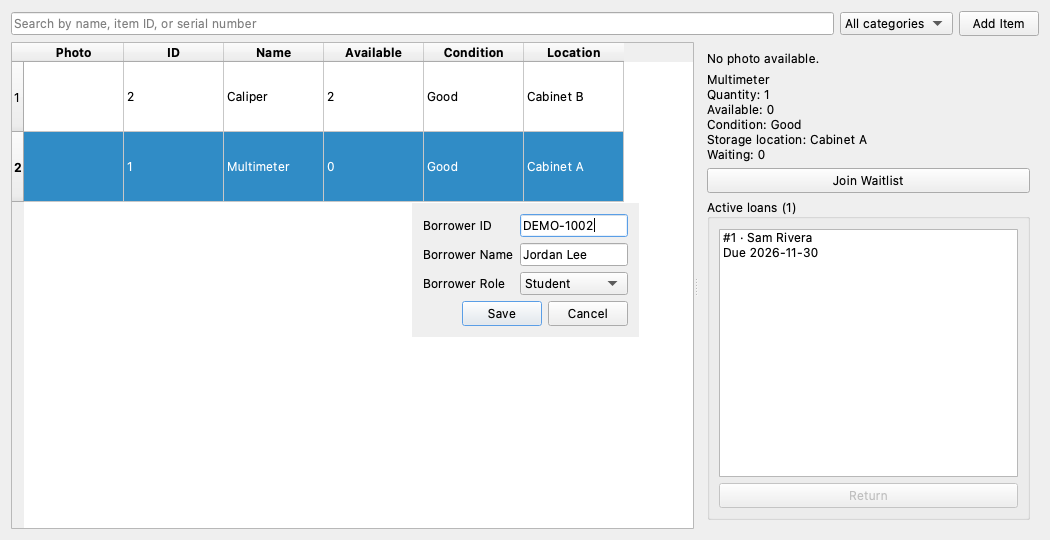 Search by name, item ID, or serial number
All categories
Add Item
Photo ID Name Available Condition Location
1 2 Caliper 2 Good Cabinet B
2 1 Multimeter 0 Good Cabinet A
Borrower ID DEMO-1002
Borrower Name Jordan Lee
Borrower Role Student
Save Cancel
No photo available.
Multimeter
Quantity: 1
Available: 0
Condition: Good
Storage location: Cabinet A
Waiting: 0
Join Waitlist
Active loans (1)
#1 · Sam Rivera
Due 2026-11-30
Return